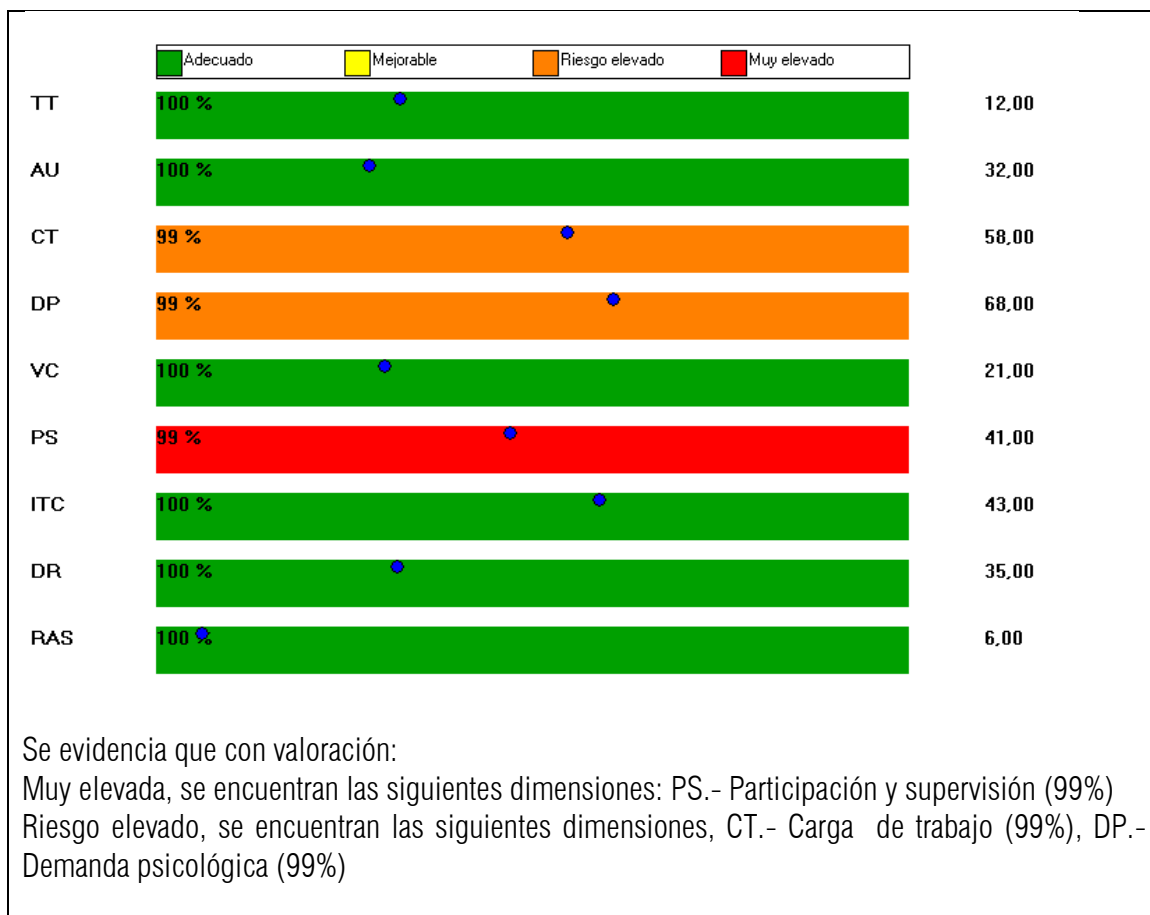 Adecuado Mejorable Riesgo elevado Muy elevado
TT 100 % 12,00
AU 100 % 32,00
CT 99 % 58,00
DP 99 % 68,00
VC 100 % 21,00
PS 99 % 41,00
ITC 100 % 43,00
DR 100 % 35,00
RAS 100 % 6,00
Se evidencia que con valoración:
Muy elevada, se encuentran las siguientes dimensiones: PS.- Participación y supervisión (99%)
Riesgo elevado, se encuentran las siguientes dimensiones, CT.- Carga de trabajo (99%), DP.-
Demanda psicológica (99%)